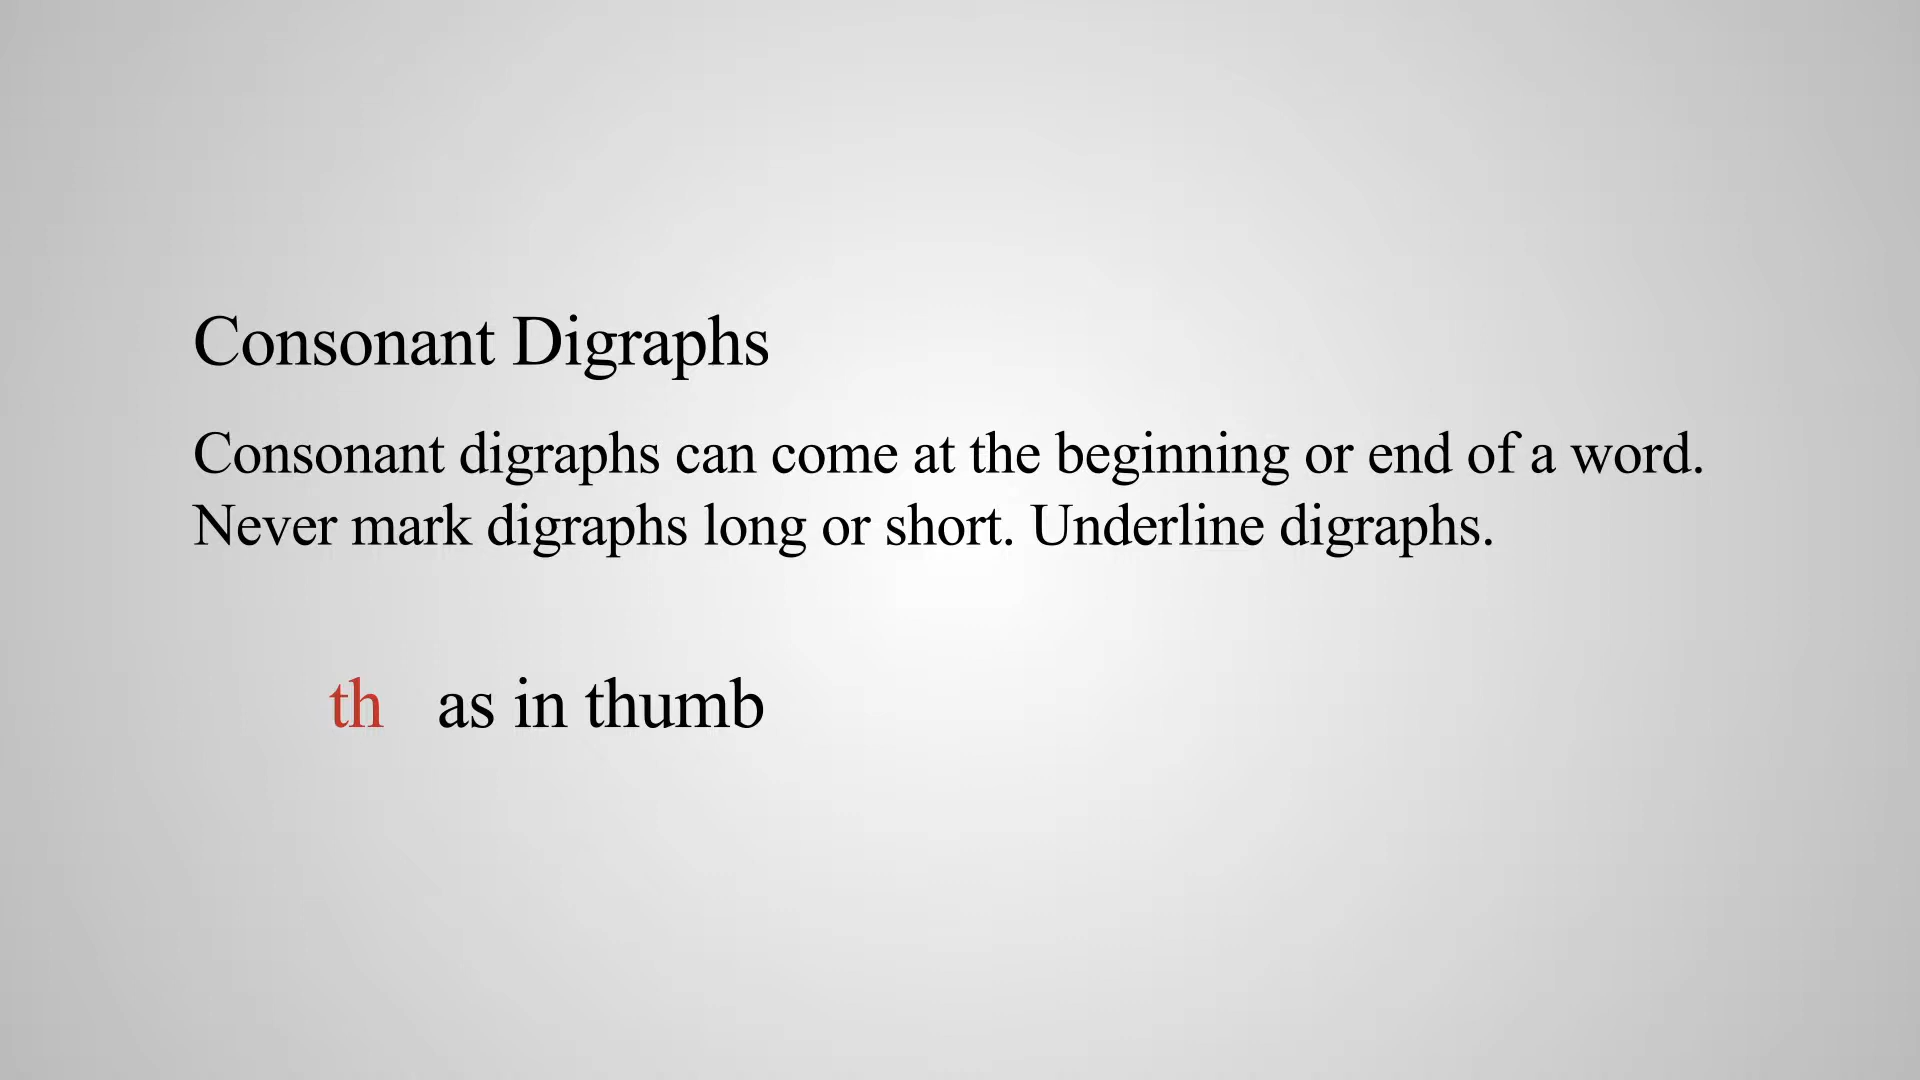 Consonant Digraphs
Consonant digraphs can come at the beginning or end of a word.
Never mark digraphs long or short. Underline digraphs.
th as in thumb